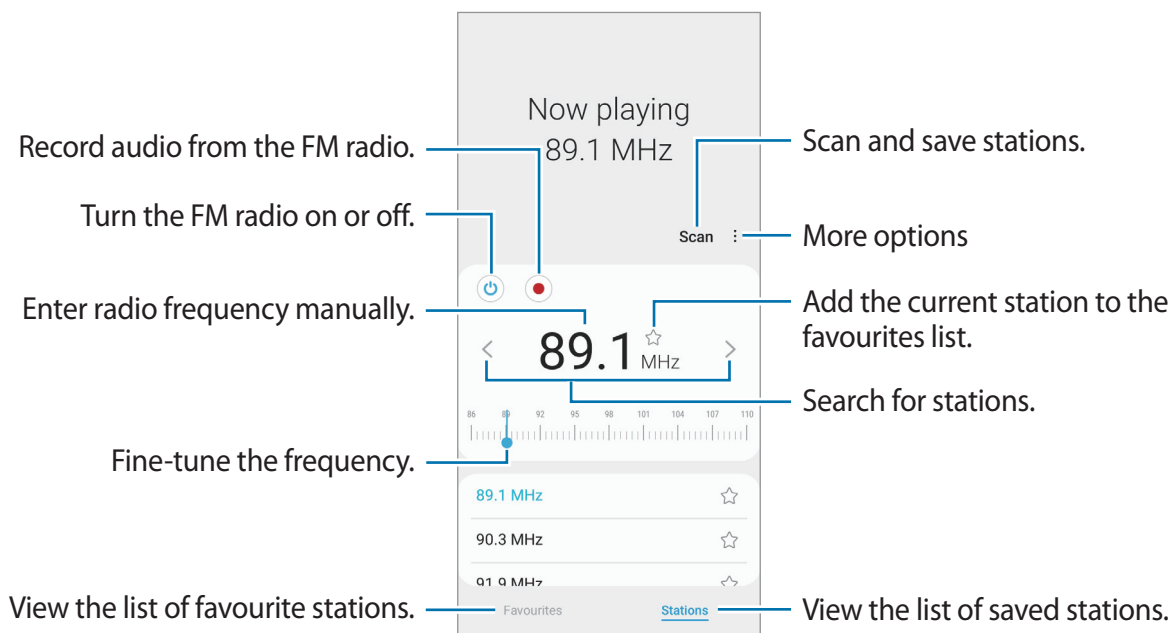 Now playing
89.1 MHz
Record audio from the FM radio.
Scan and save stations.
Turn the FM radio on or off.
Scan
More options
Enter radio frequency manually.
Add the current station to the
favourites list.
89.1
MHz
Search for stations.
86 89 92 95 98 101 104 107 110
Fine-tune the frequency.
89.1 MHz
90.3 MHz
91.9 MHz
View the list of favourite stations.
Favourites
Stations
View the list of saved stations.